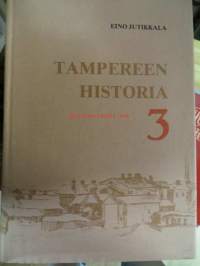 EINO JUTIKKALA
TAMPEREEN
HISTORIA
3